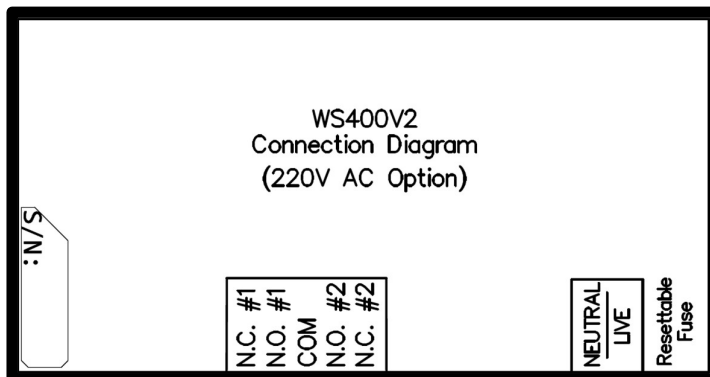 WS400V2
Connection Diagram
(220V AC Option)
S/N:
N.C. #1
N.O. #1
COM
N.O. #2
N.C. #2
NEUTRAL
LIVE
Resettable
Fuse